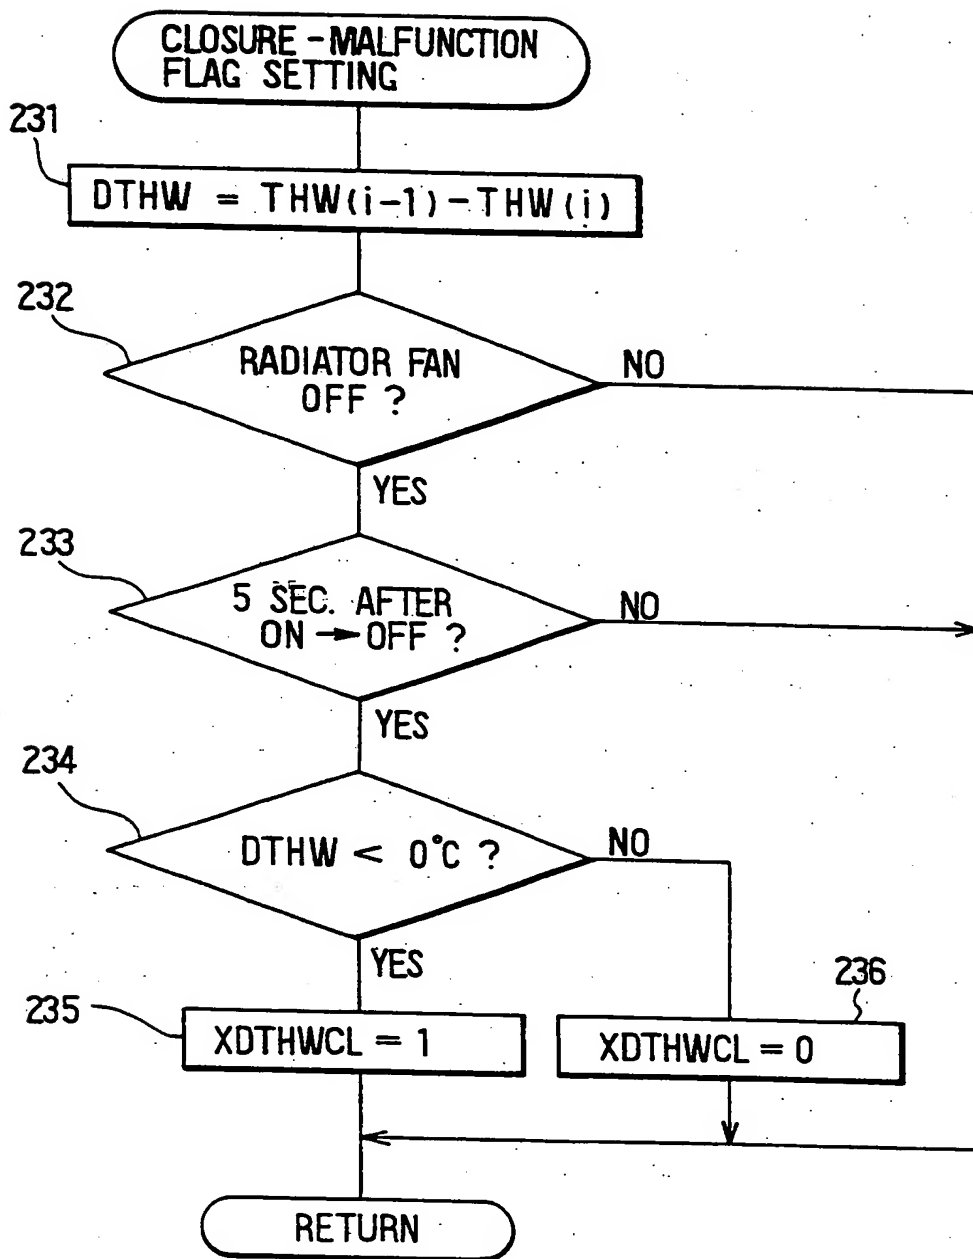 CLOSURE-MALFUNCTION
FLAG SETTING
231
DTHW = THW(i-1)-THW(i)
232
RADIATOR FAN
OFF ?
NO
YES
233
5 SEC. AFTER
ON → OFF ?
NO
YES
234
DTHW < 0°C ?
NO
YES
235
XDTHWCL = 1
236
XDTHWCL = 0
RETURN